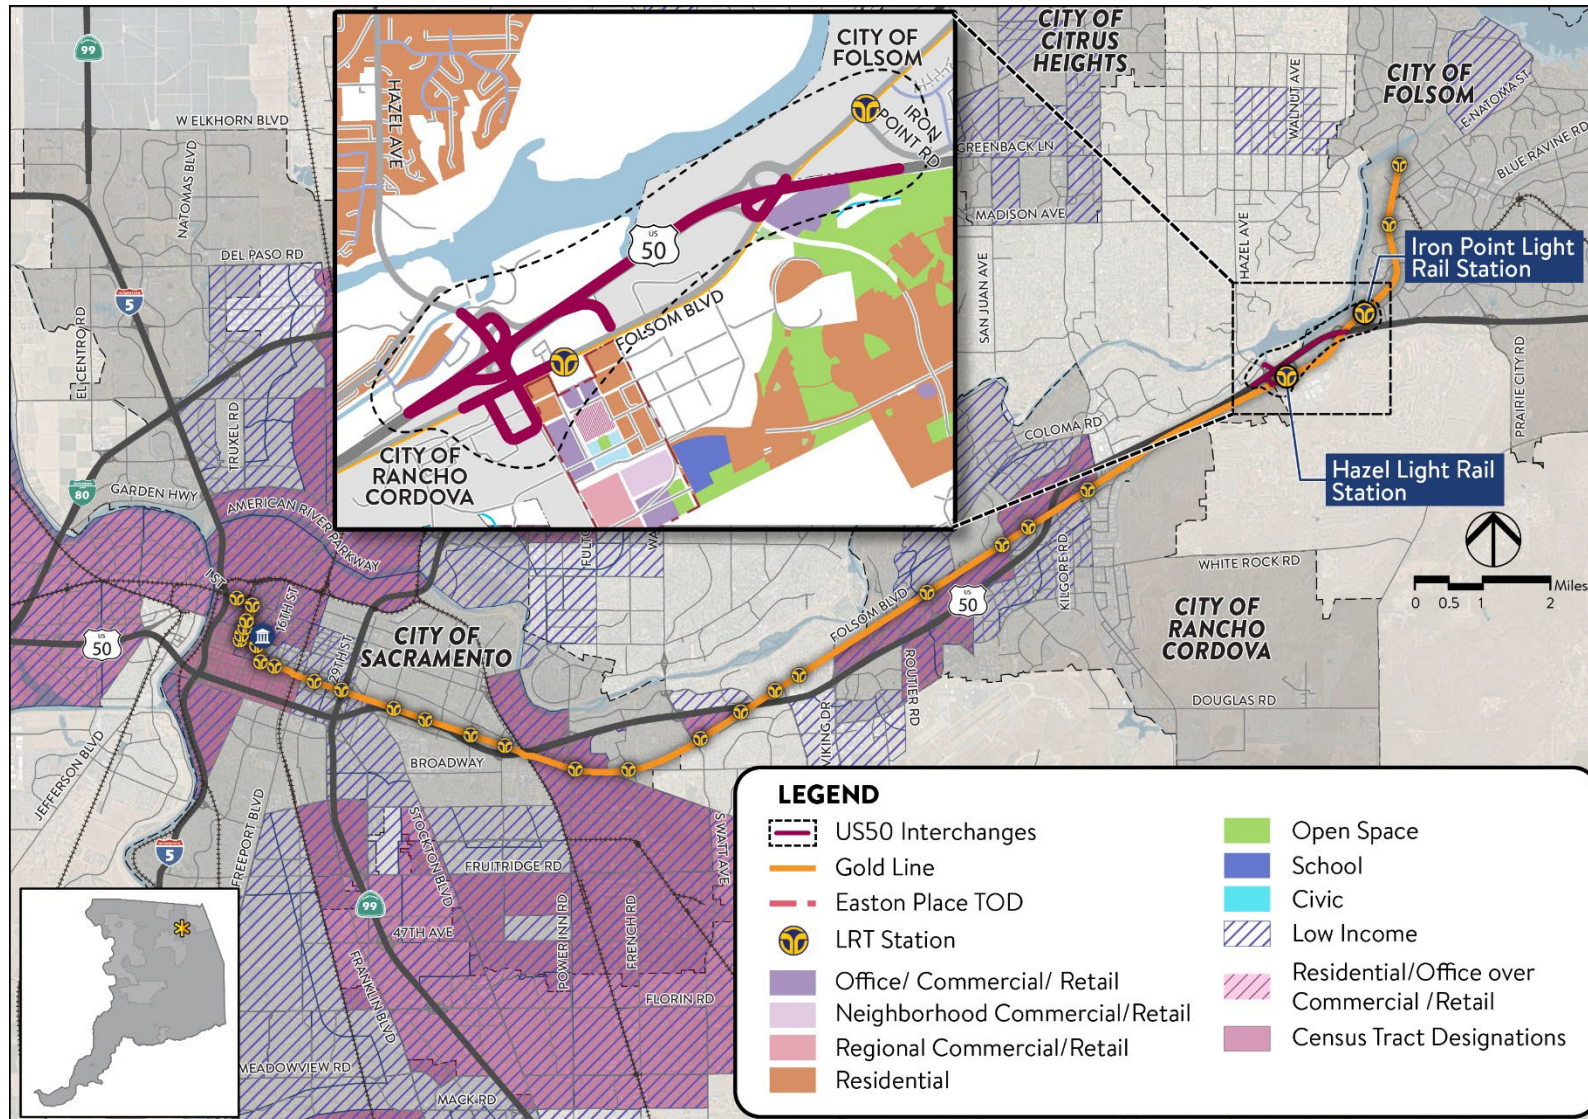 99
W ELKHORN BLVD
NATOMAS BLVD
DEL PASO RD
5
EL CENTRO RD
TRUXEL RD
80
GARDEN HWY
AMERICAN RIVER PARKWAY
I ST
16TH ST
29TH ST
US
50
CITY OF
SACRAMENTO
JEFFERSON BLVD
5
FREEPORT BLVD
BROADWAY
STOCKTON BLVD
FRUITRIDGE RD
99
47TH AVE
FRANKLIN BLVD
POWER INN RD
FRENCH RD
S WATT AVE
FLORIN RD
MEADOWVIEW RD
MACK RD
HAZEL AVE
CITY OF
FOLSOM
IRON
POINT RD
US
50
FOLSOM BLVD
CITY OF
RANCHO
CORDOVA
FULTO
WA
CITY OF
CITRUS
HEIGHTS
WALNUT AVE
CITY OF
FOLSOM
E NATOMA ST
BLUE RAVINE RD
GREENBACK LN
MADISON AVE
SAN JUAN AVE
HAZEL AVE
Iron Point Light
Rail Station
PRAIRIE CITY RD
COLOMA RD
Hazel Light Rail
Station
KILGORE RD
WHITE ROCK RD
FOLSOM BLVD
US
50
ROUTIER RD
VIKING DR
CITY OF
RANCHO
CORDOVA
DOUGLAS RD
0 0.5 1 2 Miles
LEGEND
US50 Interchanges
Gold Line
Easton Place TOD
LRT Station
Office/ Commercial/ Retail
Neighborhood Commercial/Retail
Regional Commercial/Retail
Residential
Open Space
School
Civic
Low Income
Residential/Office over
Commercial /Retail
Census Tract Designations